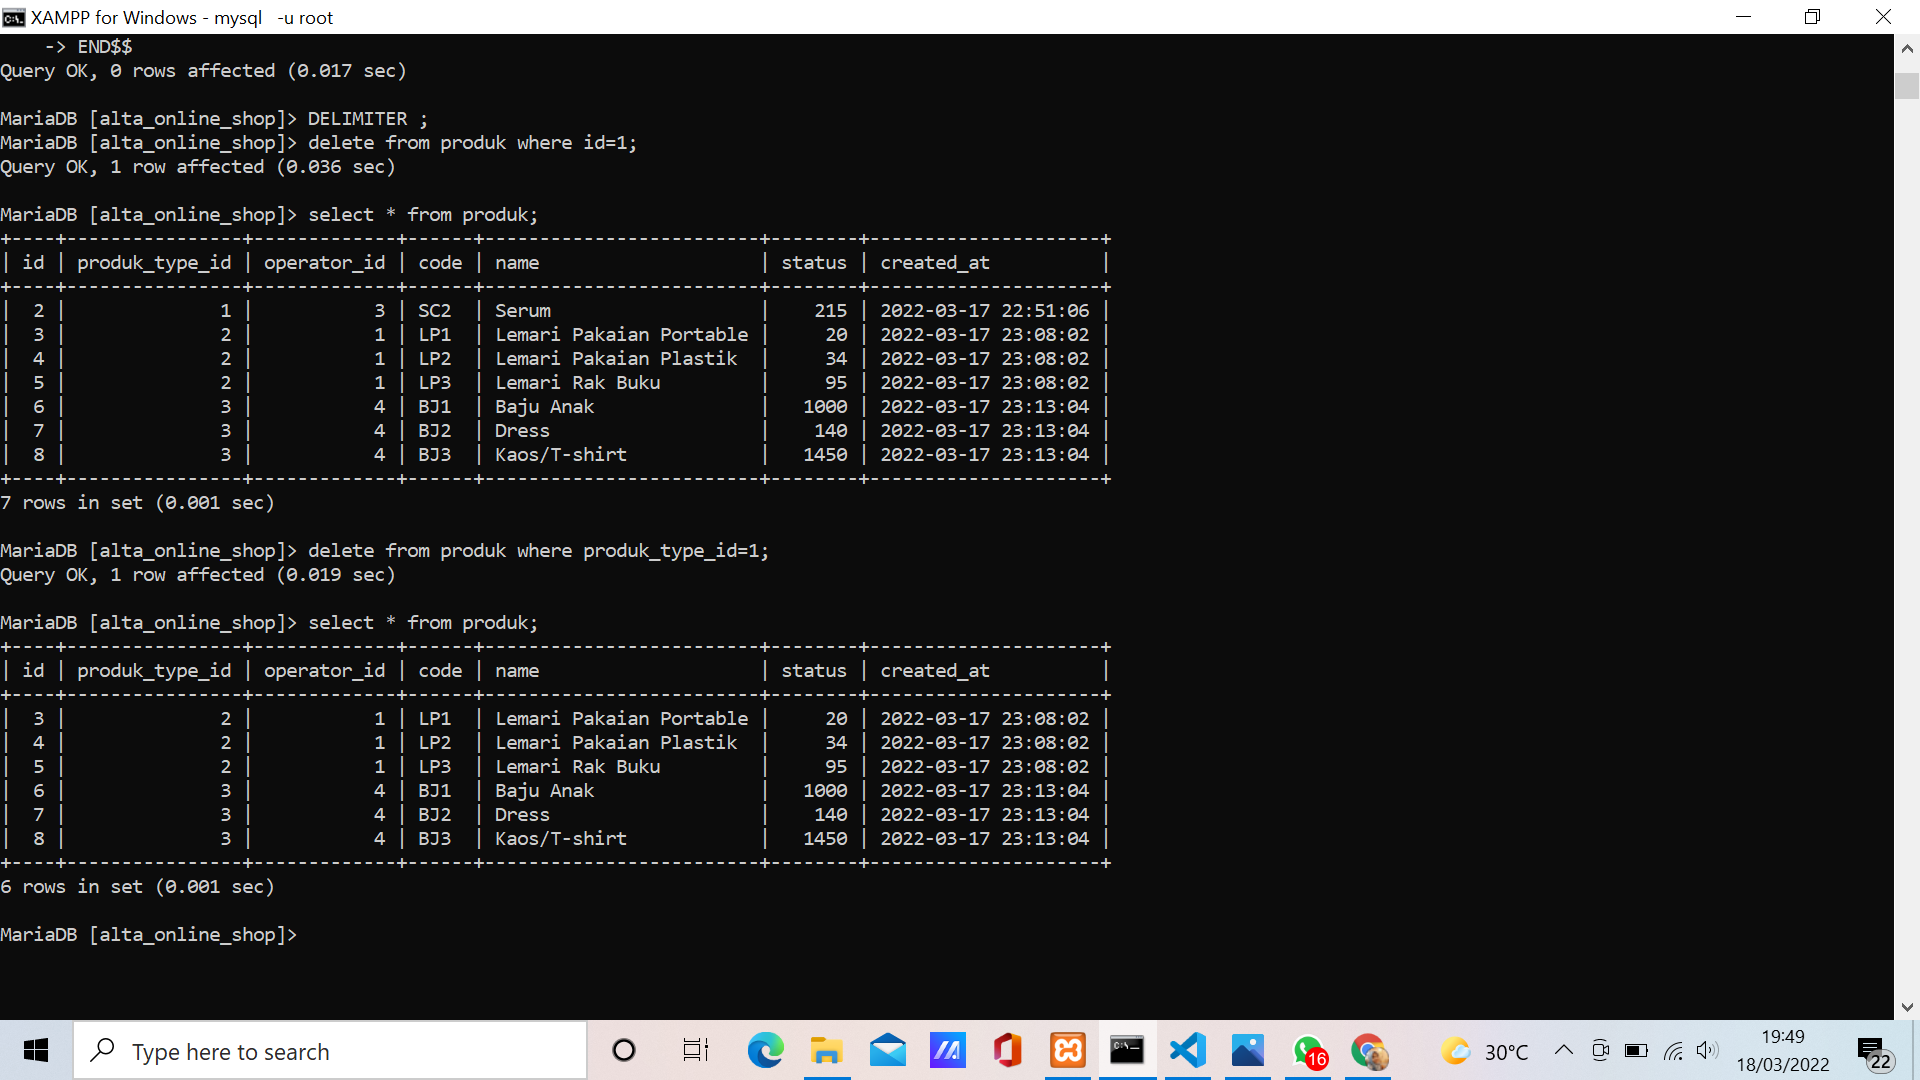 XAMPP for Windows - mysql   -u root
    -> END$$
Query OK, 0 rows affected (0.017 sec)
MariaDB [alta_online_shop]> DELIMITER ;
MariaDB [alta_online_shop]> delete from produk where id=1;
Query OK, 1 row affected (0.036 sec)
MariaDB [alta_online_shop]> select * from produk;
+----+----------------+-------------+------+-------------------------+--------+---------------------+
| id | produk_type_id | operator_id | code | name                    | status | created_at          |
+----+----------------+-------------+------+-------------------------+--------+---------------------+
|  2 |              1 |           3 | SC2  | Serum                   |    215 | 2022-03-17 22:51:06 |
|  3 |              2 |           1 | LP1  | Lemari Pakaian Portable |     20 | 2022-03-17 23:08:02 |
|  4 |              2 |           1 | LP2  | Lemari Pakaian Plastik  |     34 | 2022-03-17 23:08:02 |
|  5 |              2 |           1 | LP3  | Lemari Rak Buku         |     95 | 2022-03-17 23:08:02 |
|  6 |              3 |           4 | BJ1  | Baju Anak               |   1000 | 2022-03-17 23:13:04 |
|  7 |              3 |           4 | BJ2  | Dress                   |    140 | 2022-03-17 23:13:04 |
|  8 |              3 |           4 | BJ3  | Kaos/T-shirt            |   1450 | 2022-03-17 23:13:04 |
+----+----------------+-------------+------+-------------------------+--------+---------------------+
7 rows in set (0.001 sec)
MariaDB [alta_online_shop]> delete from produk where produk_type_id=1;
Query OK, 1 row affected (0.019 sec)
MariaDB [alta_online_shop]> select * from produk;
+----+----------------+-------------+------+-------------------------+--------+---------------------+
| id | produk_type_id | operator_id | code | name                    | status | created_at          |
+----+----------------+-------------+------+-------------------------+--------+---------------------+
|  3 |              2 |           1 | LP1  | Lemari Pakaian Portable |     20 | 2022-03-17 23:08:02 |
|  4 |              2 |           1 | LP2  | Lemari Pakaian Plastik  |     34 | 2022-03-17 23:08:02 |
|  5 |              2 |           1 | LP3  | Lemari Rak Buku         |     95 | 2022-03-17 23:08:02 |
|  6 |              3 |           4 | BJ1  | Baju Anak               |   1000 | 2022-03-17 23:13:04 |
|  7 |              3 |           4 | BJ2  | Dress                   |    140 | 2022-03-17 23:13:04 |
|  8 |              3 |           4 | BJ3  | Kaos/T-shirt            |   1450 | 2022-03-17 23:13:04 |
+----+----------------+-------------+------+-------------------------+--------+---------------------+
6 rows in set (0.001 sec)
MariaDB [alta_online_shop]>
Type here to search
16
30°C
19:49
18/03/2022
22